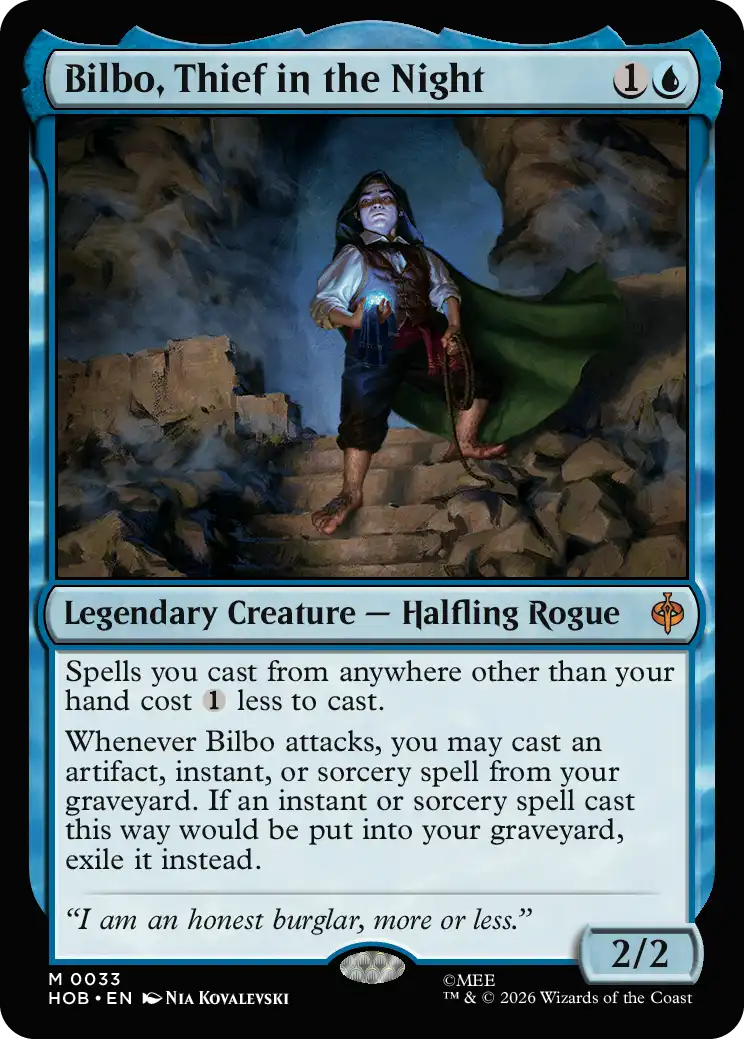 Bilbo, Thief in the Night 1
Legendary Creature — Halfling Rogue
Spells you cast from anywhere other than your
hand cost 1 less to cast.
Whenever Bilbo attacks, you may cast an
artifact, instant, or sorcery spell from your
graveyard. If an instant or sorcery spell cast
this way would be put into your graveyard,
exile it instead.
“I am an honest burglar, more or less.”
2/2
M 0033
HOB • EN Nia Kovalevski
©MEE
™ & © 2026 Wizards of the Coast